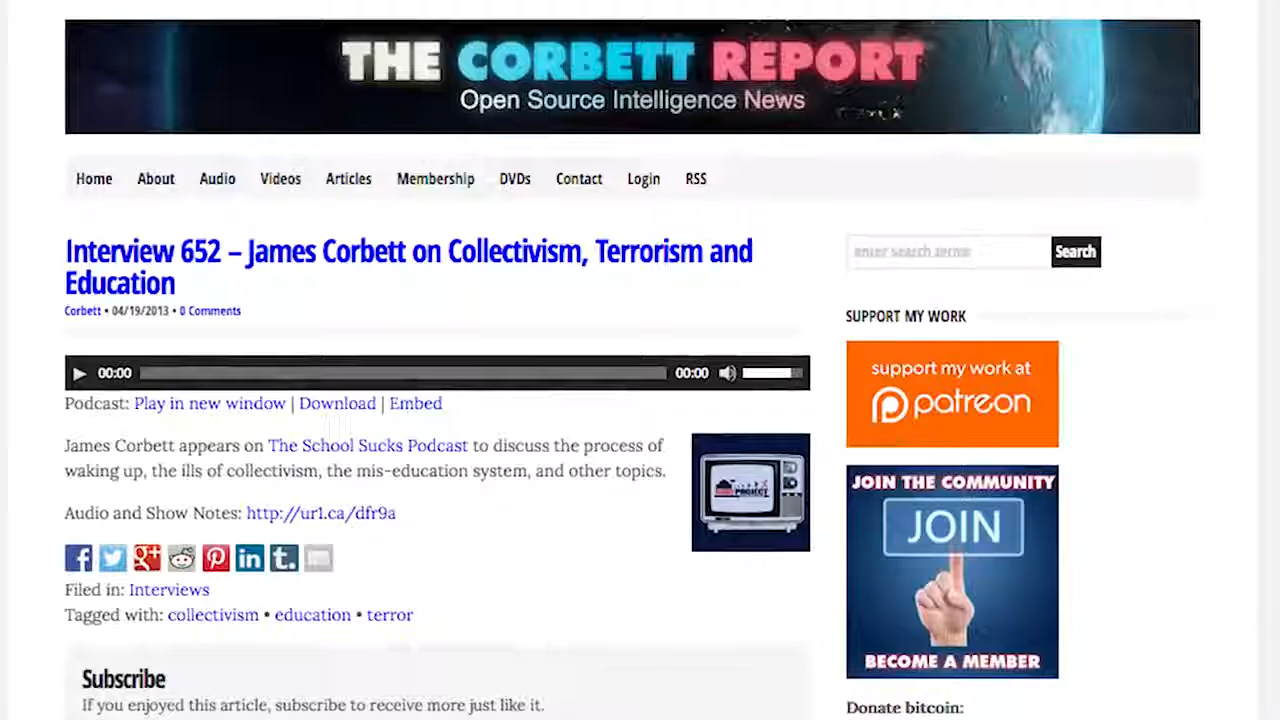 THE CORBETT REPORT
Open Source Intelligence News
Home About Audio Videos Articles Membership DVDs Contact Login RSS
Interview 652 – James Corbett on Collectivism, Terrorism and
Education
Corbett • 04/19/2013 • 0 Comments
00:00 00:00
Podcast: Play in new window | Download | Embed
James Corbett appears on The School Sucks Podcast to discuss the process of
waking up, the ills of collectivism, the mis-education system, and other topics.
PROJECT
Audio and Show Notes: http://ur1.ca/dfr9a
Filed in: Interviews
Tagged with: collectivism • education • terror
Subscribe
If you enjoyed this article, subscribe to receive more just like it.
enter search terms Search
SUPPORT MY WORK
support my work at
patreon
JOIN THE COMMUNITY
JOIN
BECOME A MEMBER
Donate bitcoin: